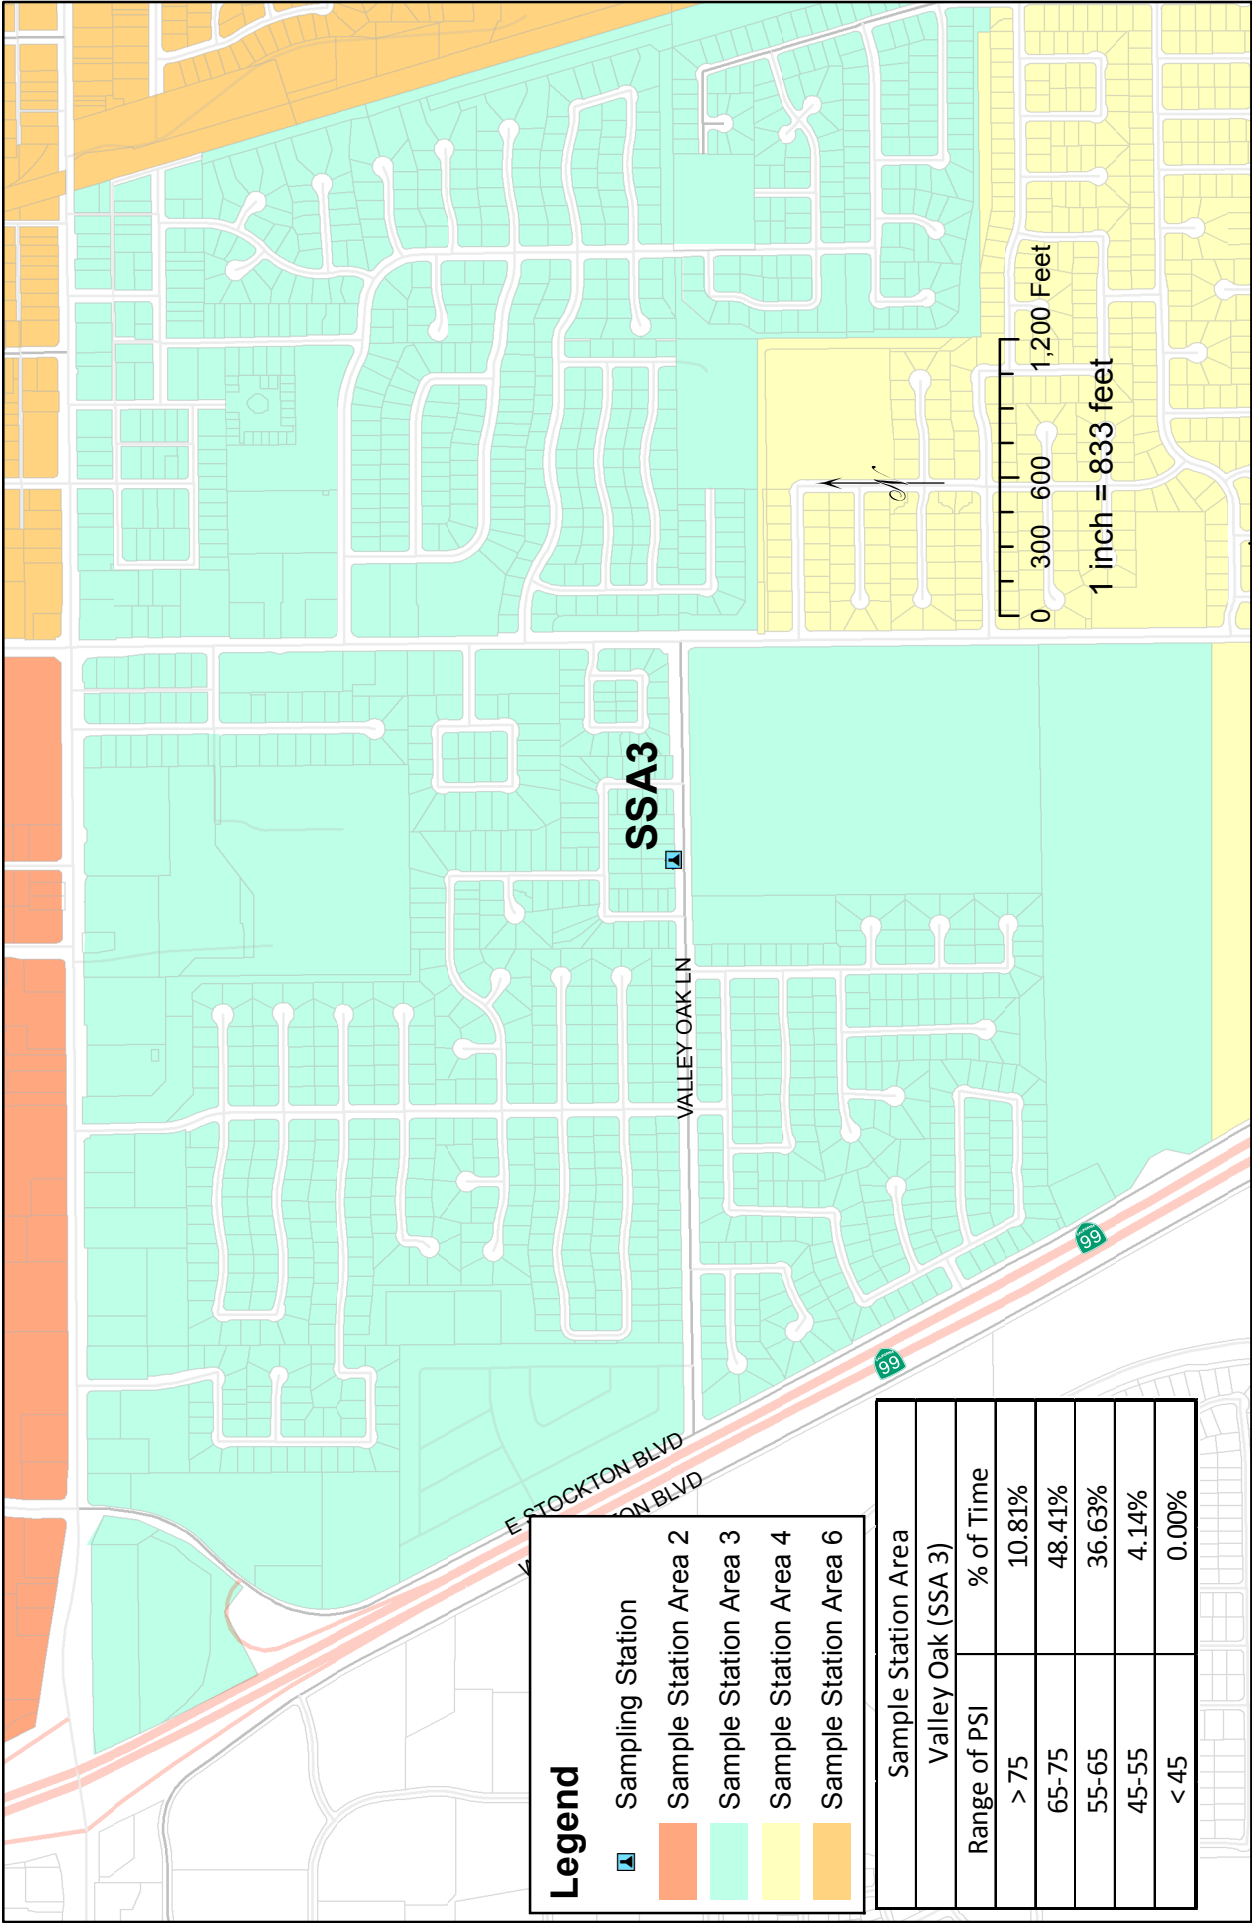 SSA3
VALLEY OAK LN
E STOCKTON BLVD
TON BLVD
99
99
N
0 300 600 1,200 Feet
1 inch = 833 feet
Legend
Sampling Station
Sample Station Area 2
Sample Station Area 3
Sample Station Area 4
Sample Station Area 6
Sample Station Area
Valley Oak (SSA 3)
Range of PSI % of Time
> 75 10.81%
65-75 48.41%
55-65 36.63%
45-55 4.14%
< 45 0.00%